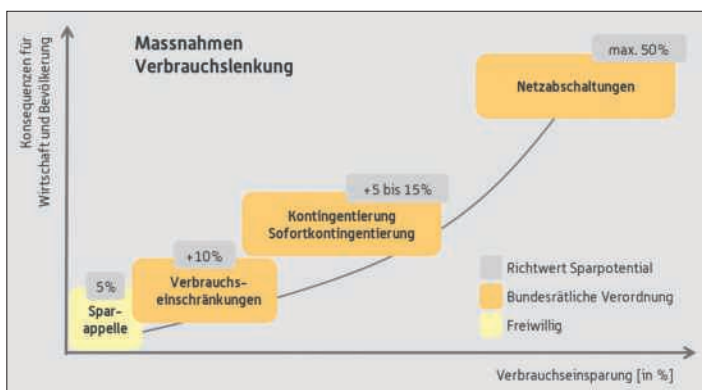 Konsequenzen für
Wirtschaft und Bevölkerung
Massnahmen
Verbrauchslenkung
max. 50%
Netzabschaltungen
+5 bis 15%
Kontingentierung
Sofortkontingentierung
+10%
Verbrauchs-
einschränkungen
5%
Spar-
appelle
Richtwert Sparpotential
Bundesrätliche Verordnung
Freiwillig
Verbrauchseinsparung [in %]